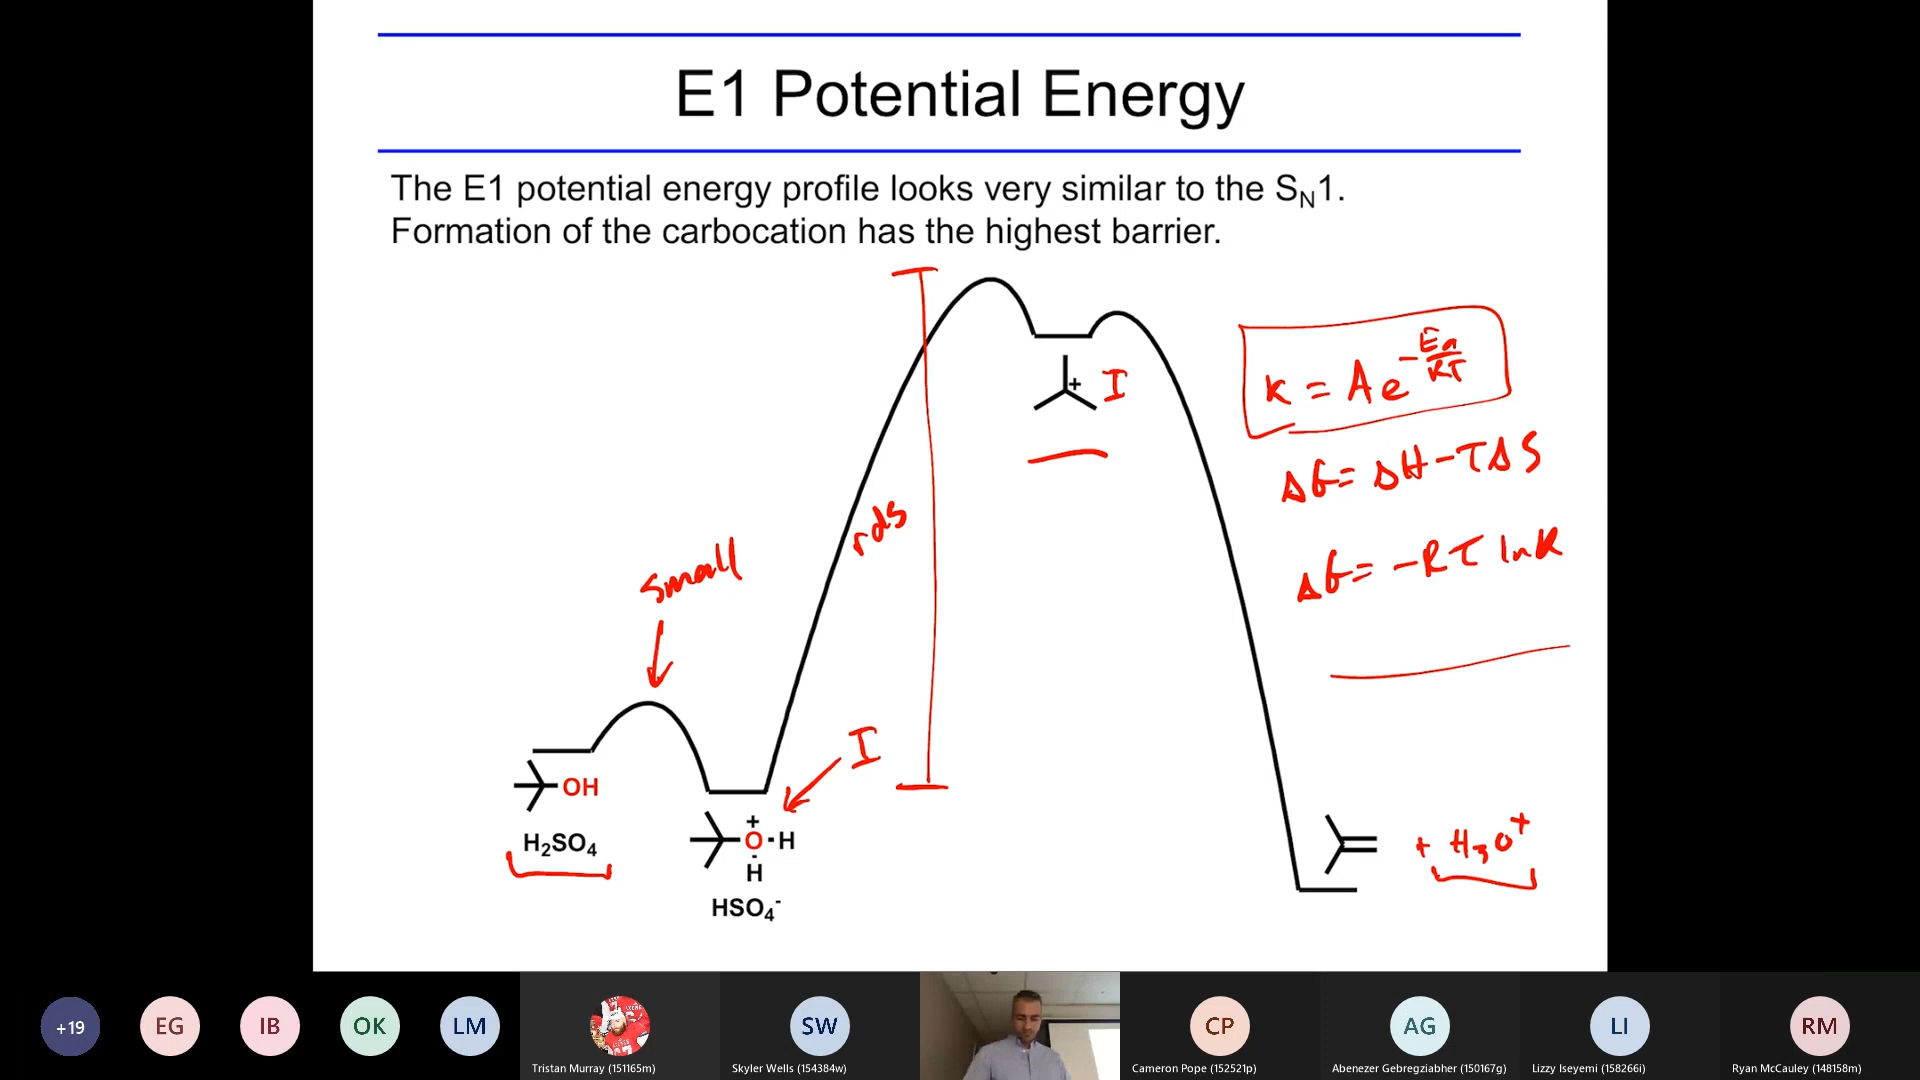 E1 Potential Energy
The E1 potential energy profile looks very similar to the SN1.
Formation of the carbocation has the highest barrier.
k = Ae^-Ea/RT
+ I
ΔG = ΔH - TΔS
rds
small
ΔG = -RT ln K
I
OH
H2SO4
+
O-H
H
HSO4-
+ H3O+
+19
EG
IB
OK
LM
SW
CP
AG
LI
RM
Tristan Murray (151165m)
Skyler Wells (154384w)
Cameron Pope (152521p)
Abenezer Gebregziabher (150167g)
Lizzy Iseyemi (158266i)
Ryan McCauley (148158m)